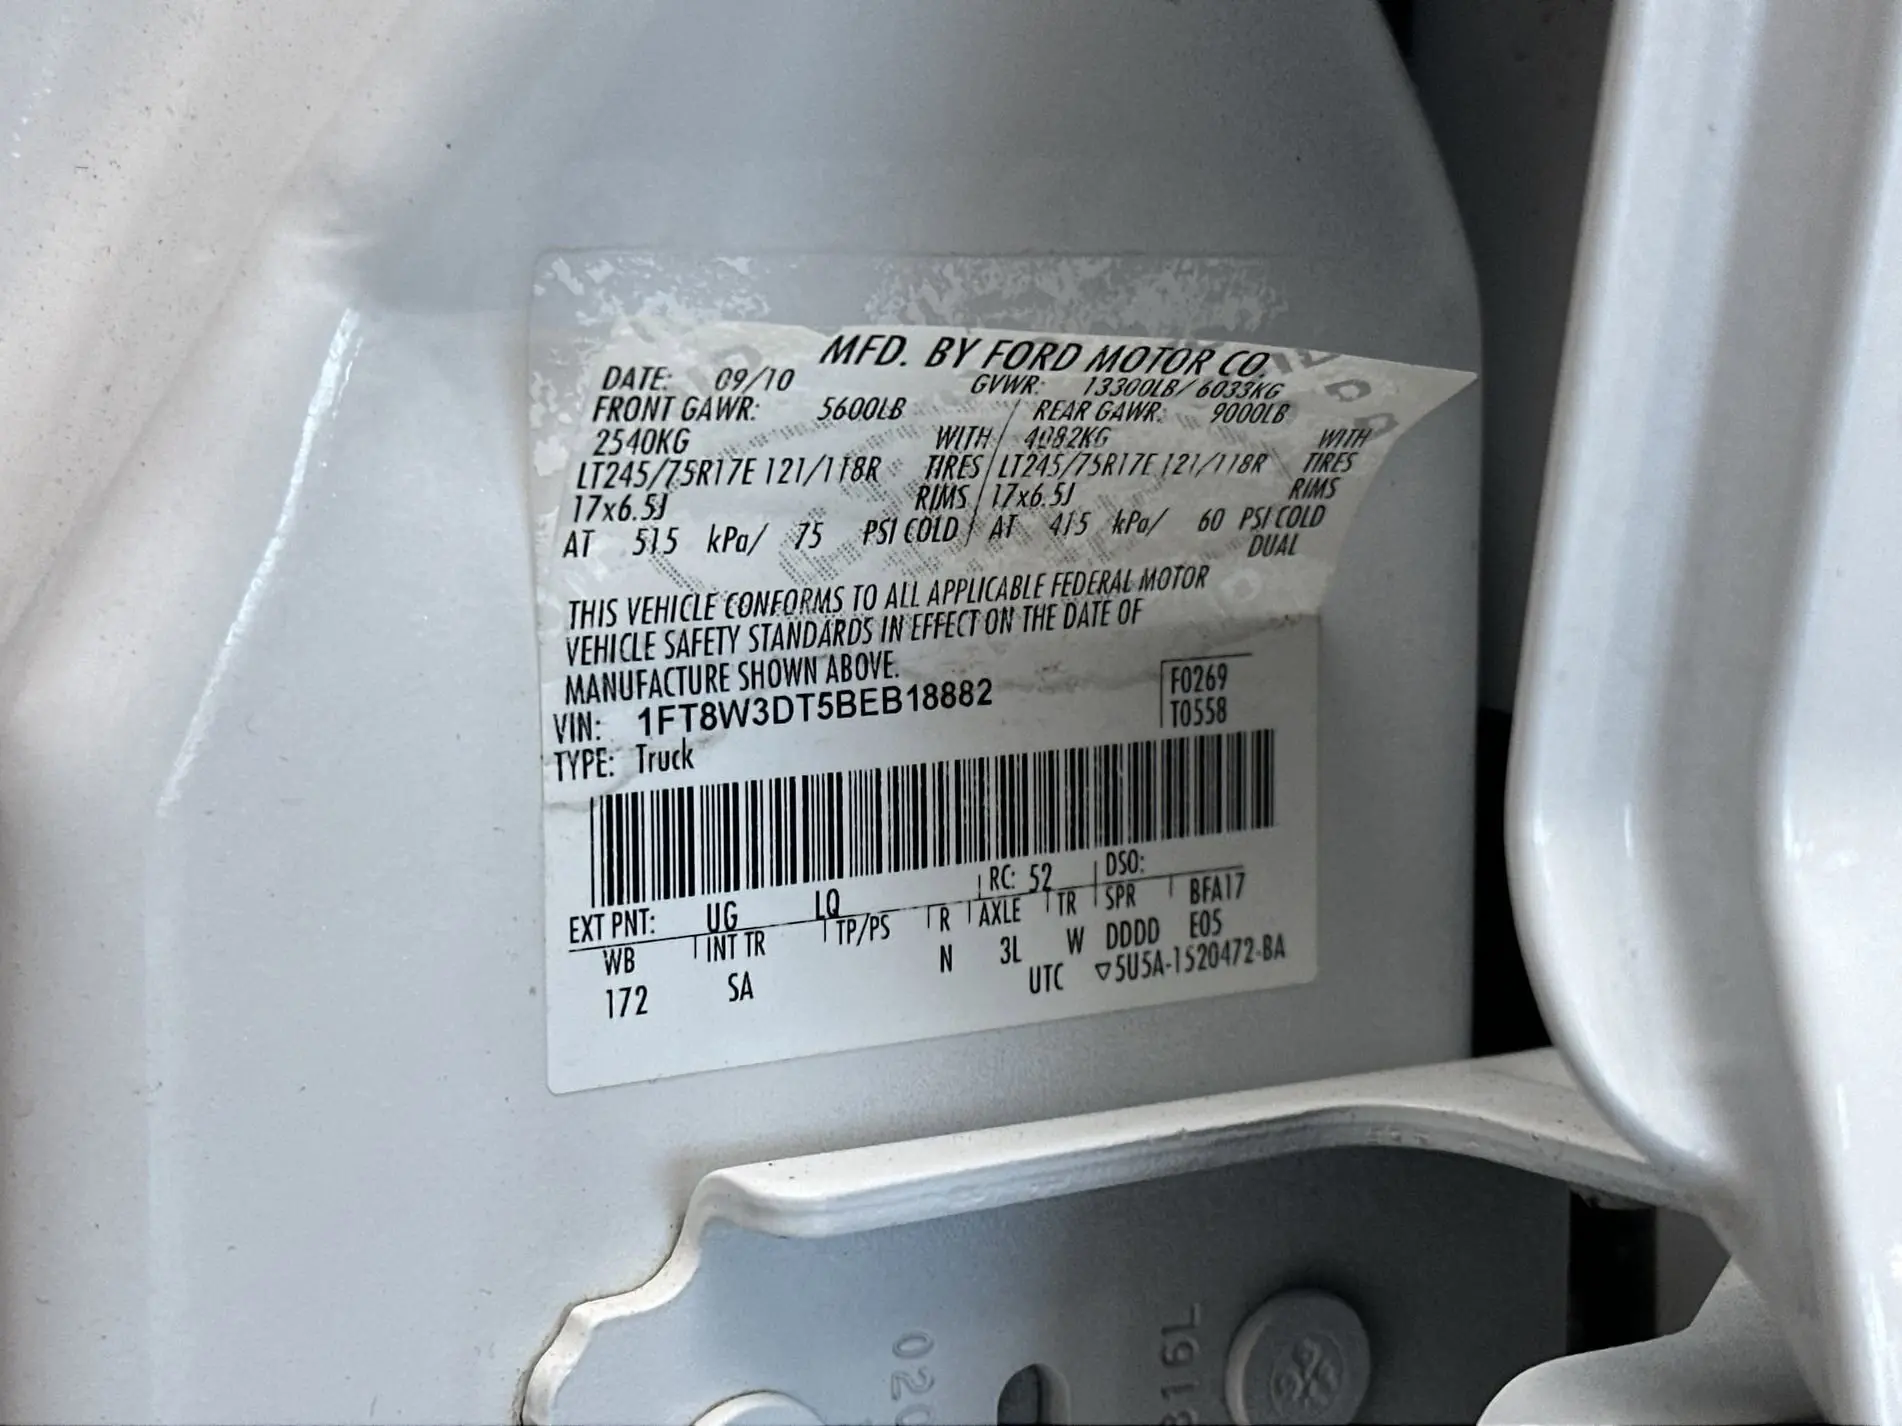 MFD. BY FORD MOTOR CO.
DATE: 09/10 GVWR: 13300LB/ 6033KG
FRONT GAWR: 5600LB / REAR GAWR: 9000LB
2540KG WITH / 4082KG WITH
LT245/75R17E 121/118R TIRES / LT245/75R17E 121/118R TIRES
17x6.5J RIMS / 17x6.5J RIMS
AT 515 kPa/ 75 PSI COLD / AT 415 kPa/ 60 PSI COLD
DUAL
THIS VEHICLE CONFORMS TO ALL APPLICABLE FEDERAL MOTOR
VEHICLE SAFETY STANDARDS IN EFFECT ON THE DATE OF
MANUFACTURE SHOWN ABOVE.
VIN: 1FT8W3DT5BEB18882
TYPE: Truck
F0269
T0558
EXT PNT: UG LQ RC: 52 DSO:
WB INT TR TP/PS R AXLE TR SPR BFA17
172 SA N 3L W DDDD E05
UTC ▽5U5A-1520472-BA
020
816L